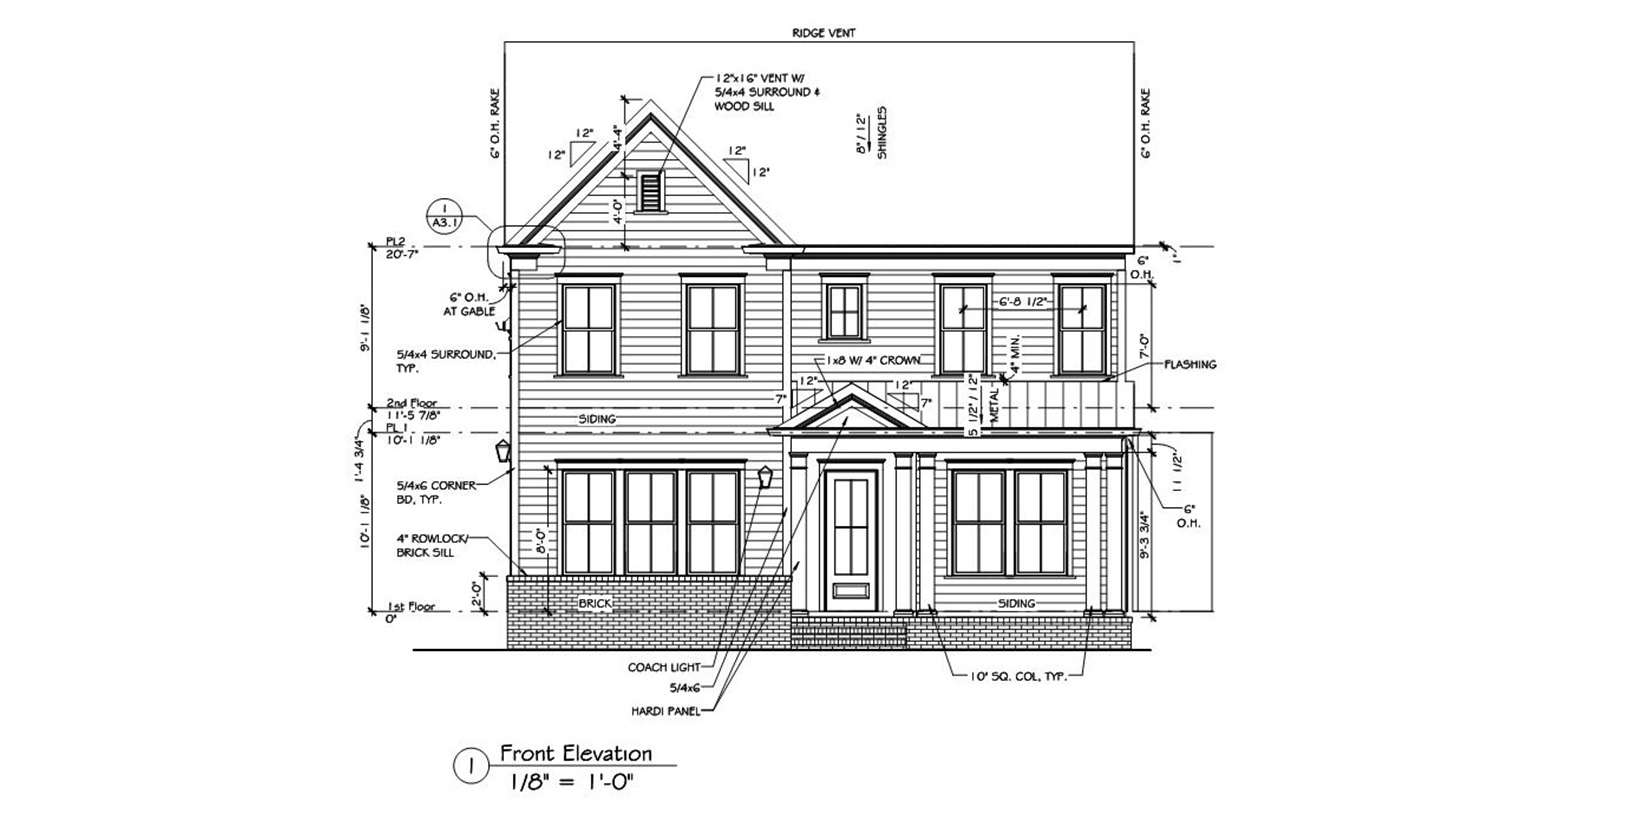 RIDGE VENT
12"x16" VENT W/
5/4x4 SURROUND &
WOOD SILL
6" O.H. RAKE
8" / 12"
SHINGLES
6" O.H. RAKE
12"
12"
4'-4"
12"
12"
4'-0"
1
A3.1
PL2
20'-7"
1"
6"
O.H.
6" O.H.
AT GABLE
6'-8 1/2"
9'-1 1/8"
5/4x4 SURROUND,
TYP.
1x8 W/ 4" CROWN
4" MIN.
7'-0"
FLASHING
12"
7"
12"
7"
5 1/2" / 12"
METAL
2nd Floor
11'-5 7/8"
PL 1
10'-1 1/8"
SIDING
1'-4 3/4"
5/4x6 CORNER
BD, TYP.
11 1/2"
6"
O.H.
10'-1 1/8"
4" ROWLOCK/
BRICK SILL
8'-0"
9'-3 3/4"
2'-0"
1st Floor
0"
BRICK
SIDING
COACH LIGHT
5/4x6
HARDI PANEL
10" SQ. COL, TYP.
1
Front Elevation
1/8" = 1'-0"